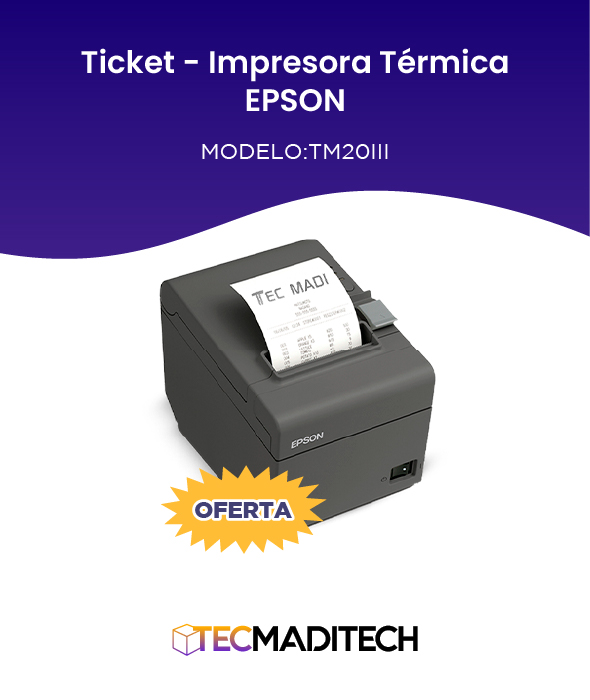 Ticket - Impresora Térmica
EPSON
MODELO:TM20III
TEC MADI
EPSON
OFERTA
TECMADITECH